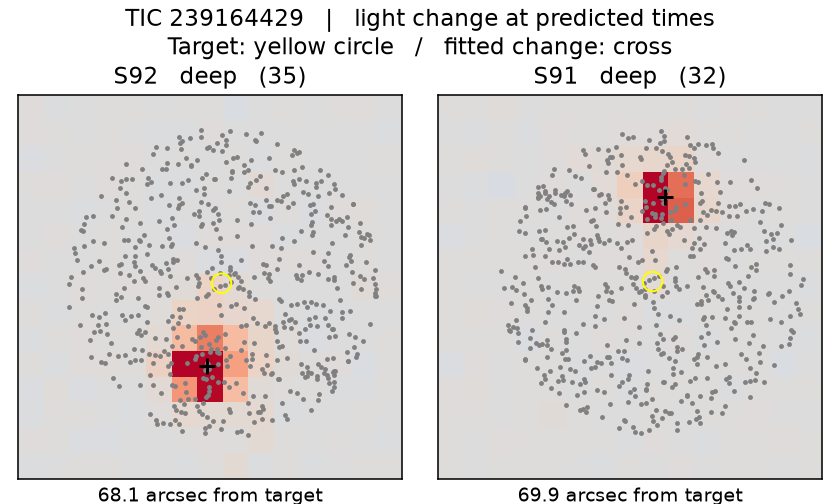 TIC 239164429 | light change at predicted times
Target: yellow circle / fitted change: cross
S92 deep (35)
S91 deep (32)
68.1 arcsec from target
69.9 arcsec from target